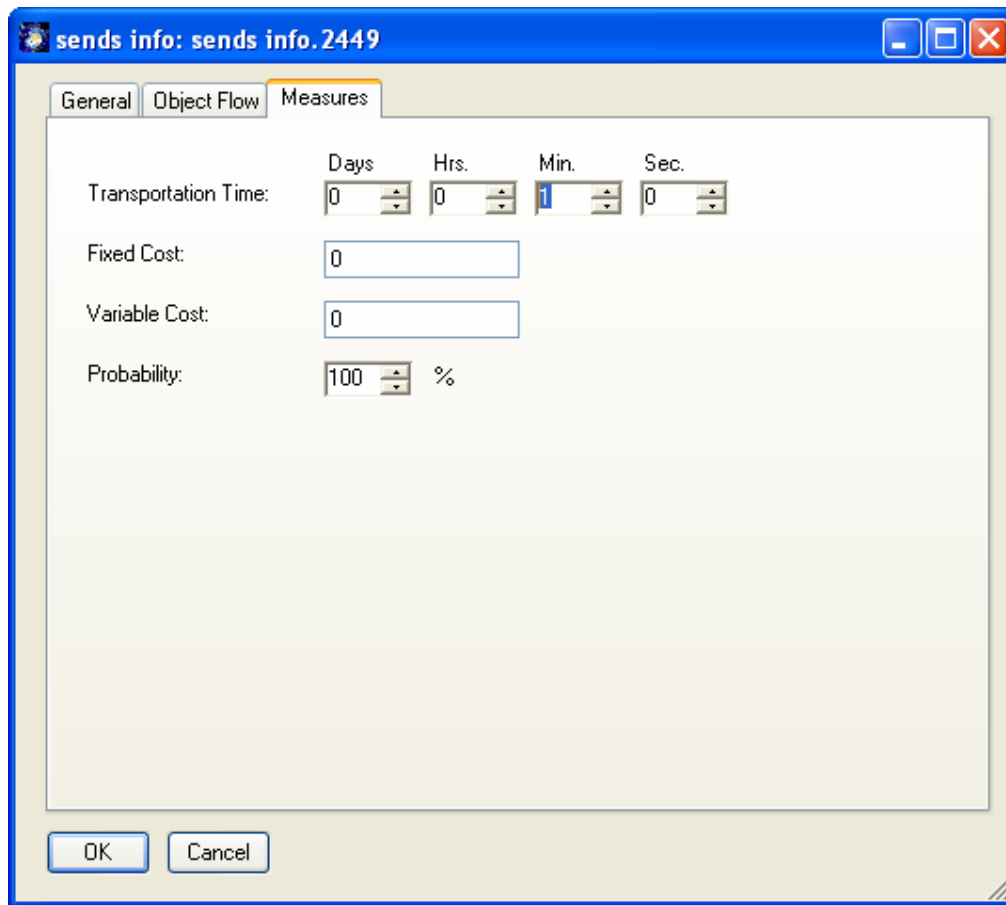 sends info: sends info.2449
General Object Flow Measures
Days Hrs. Min. Sec.
Transportation Time: 0 0 1 0
Fixed Cost: 0
Variable Cost: 0
Probability: 100 %
OK Cancel